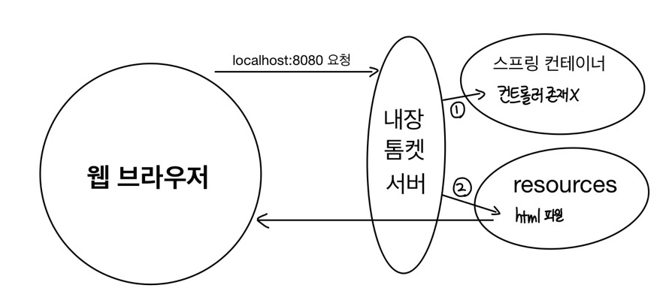 localhost:8080 요청
웹 브라우저
내장
톰켓
서버
①
스프링 컨테이너
컨트롤러 존재X
②
resources
html 파일